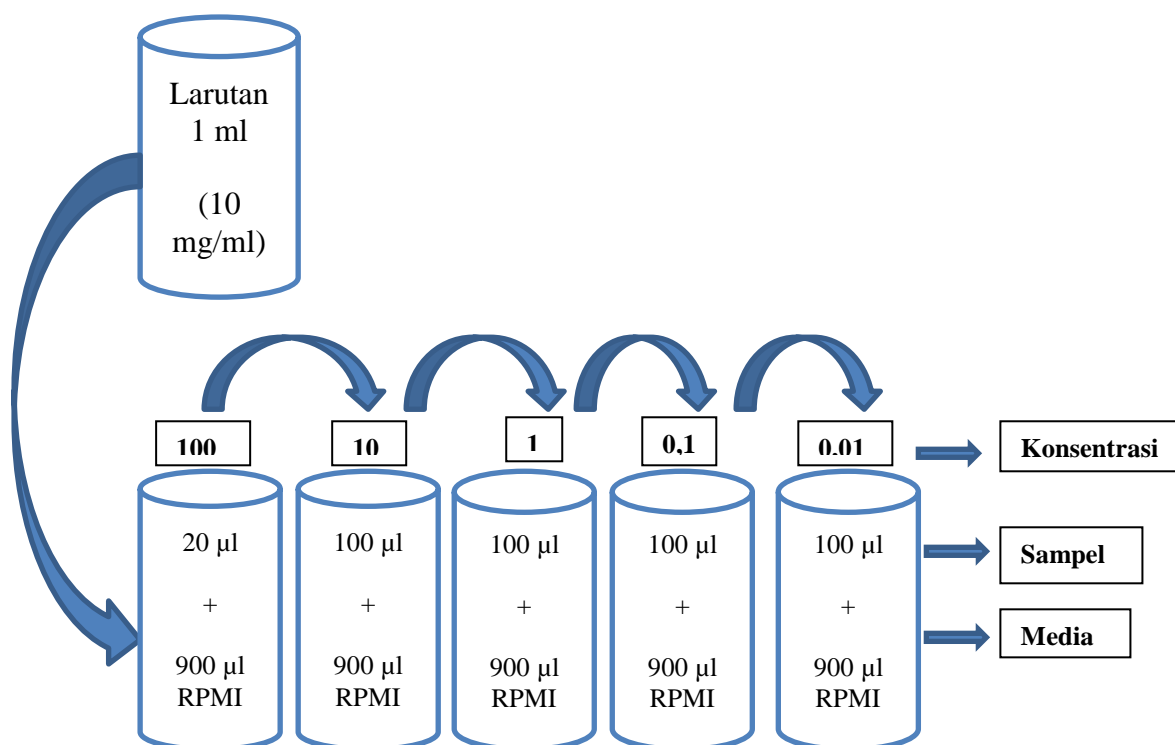 Larutan
1 ml
(10
mg/ml)
100
10
1
0,1
0.01
Konsentrasi
20 µl
+
900 µl
RPMI
100 µl
+
900 µl
RPMI
100 µl
+
900 µl
RPMI
100 µl
+
900 µl
RPMI
100 µl
+
900 µl
RPMI
Sampel
Media